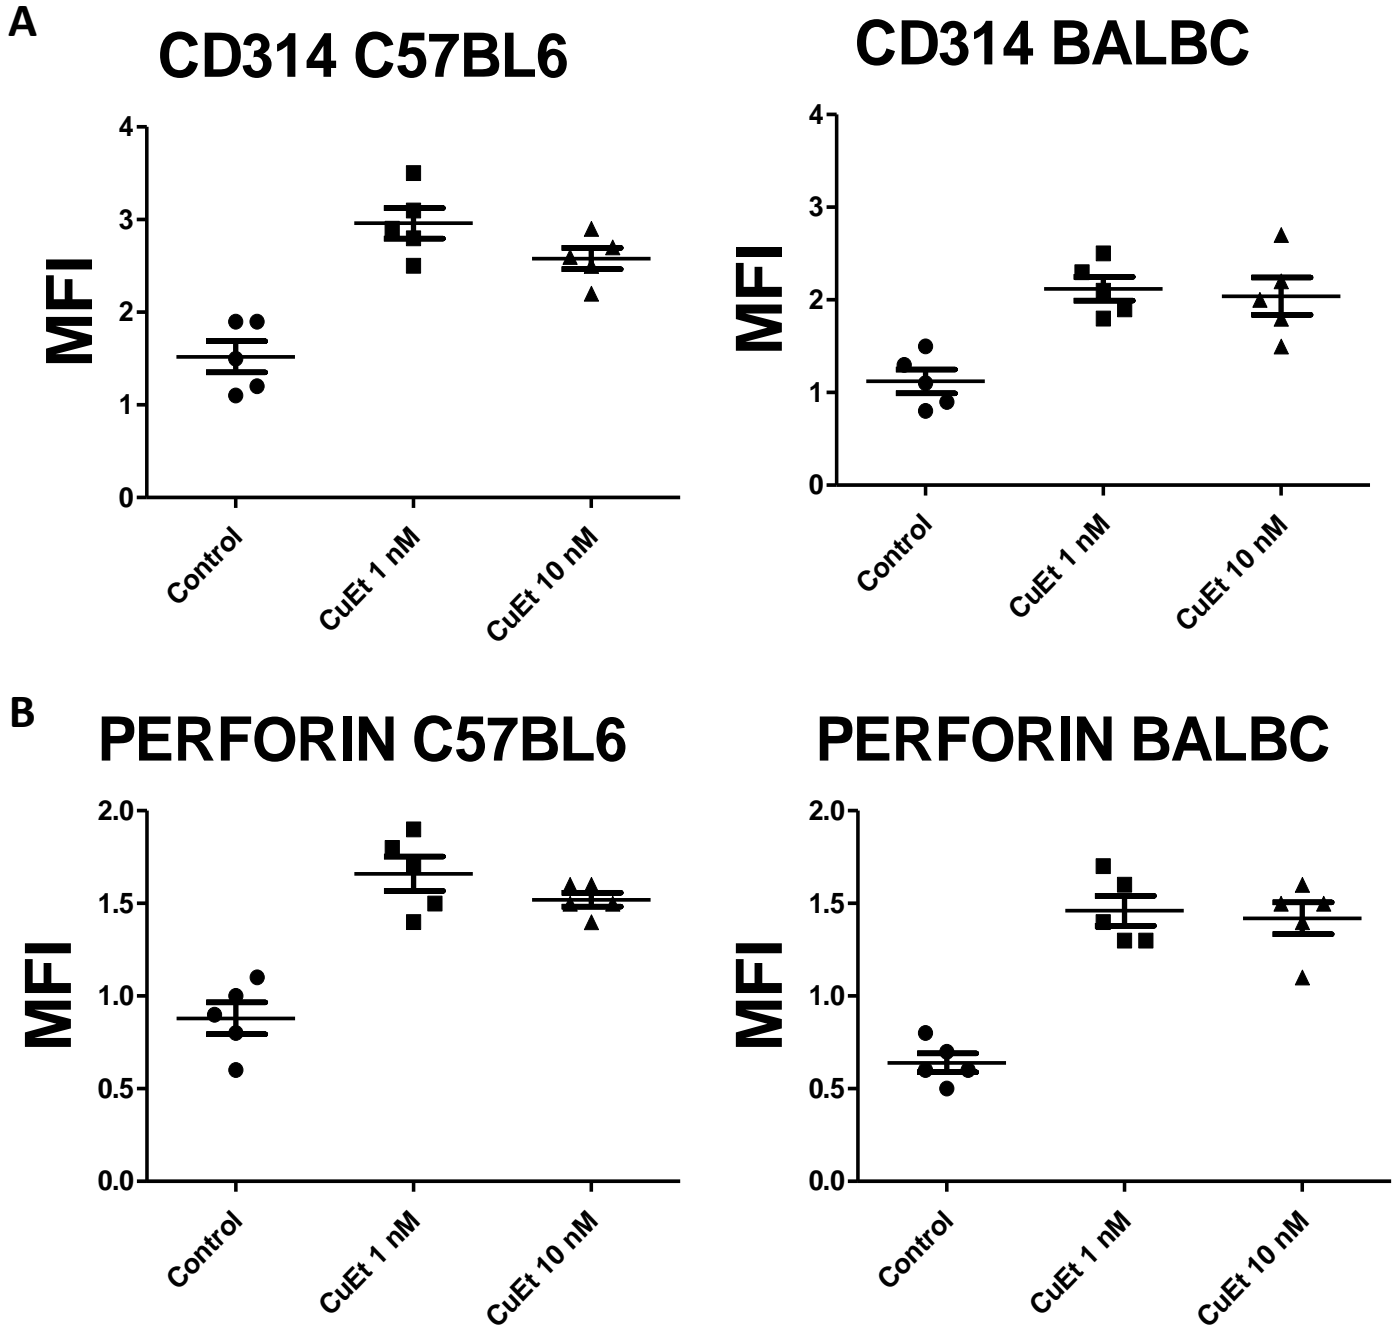 A
CD314 C57BL6
CD314 BALBC
MFI
4
3
2
1
0
Control
CuEt 1 nM
CuEt 10 nM
MFI
4
3
2
1
0
Control
CuEt 1 nM
CuEt 10 nM
B
PERFORIN C57BL6
PERFORIN BALBC
MFI
2.0
1.5
1.0
0.5
0.0
Control
CuEt 1 nM
CuEt 10 nM
MFI
2.0
1.5
1.0
0.5
0.0
Control
CuEt 1 nM
CuEt 10 nM